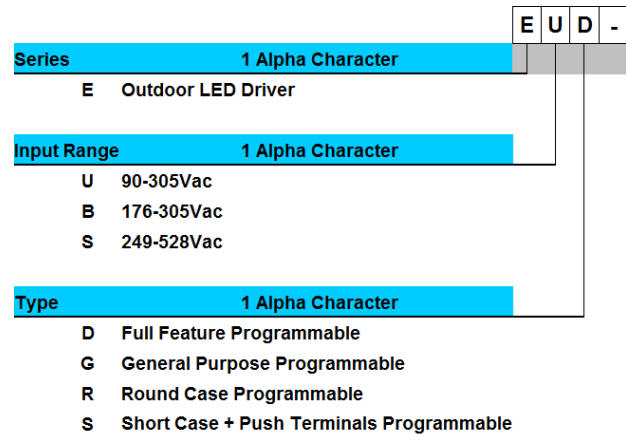 E U D -
Series 1 Alpha Character
E Outdoor LED Driver
Input Range 1 Alpha Character
U 90-305Vac
B 176-305Vac
S 249-528Vac
Type 1 Alpha Character
D Full Feature Programmable
G General Purpose Programmable
R Round Case Programmable
S Short Case + Push Terminals Programmable